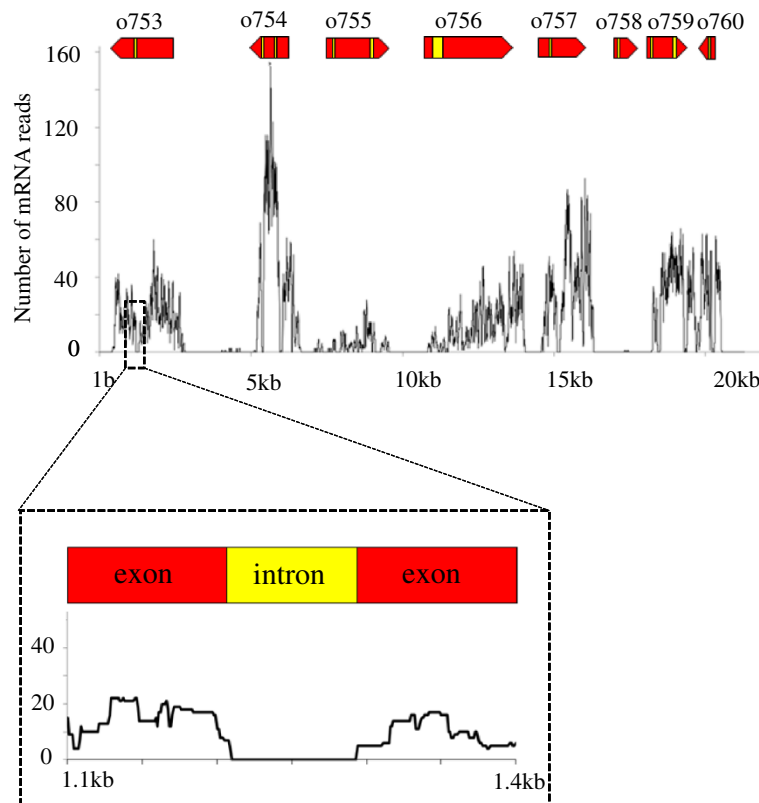 o753 o754 o755 o756 o757 o758 o759 o760
160
120
80
40
0
Number of mRNA reads
1b 5kb 10kb 15kb 20kb
exon intron exon
40
20
0
1.1kb 1.4kb